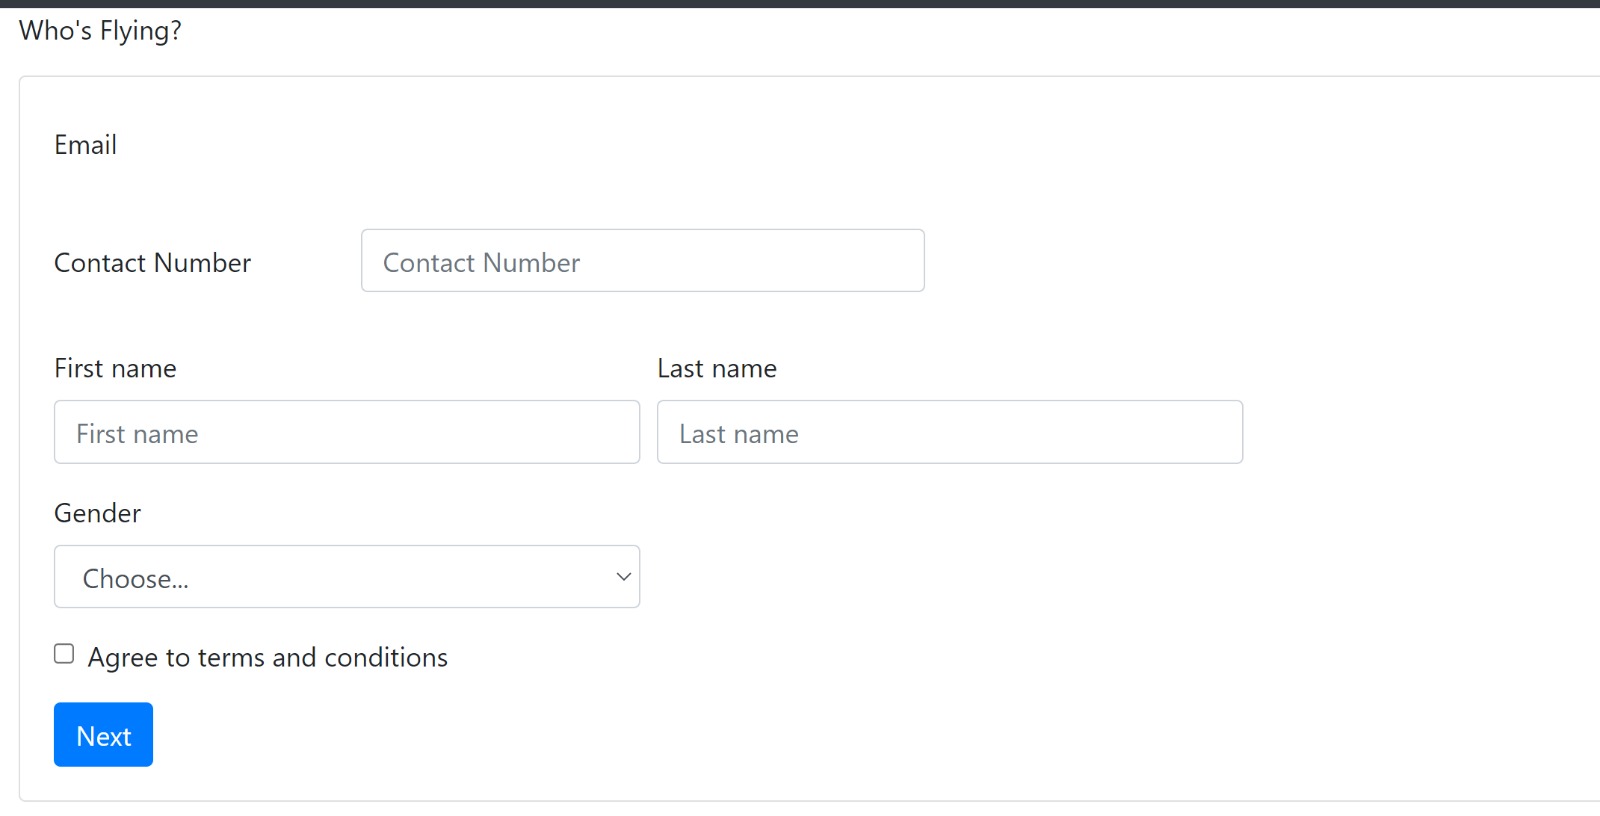 Who's Flying?
Email
Contact Number Contact Number
First name Last name
First name Last name
Gender
Choose...
Agree to terms and conditions
Next